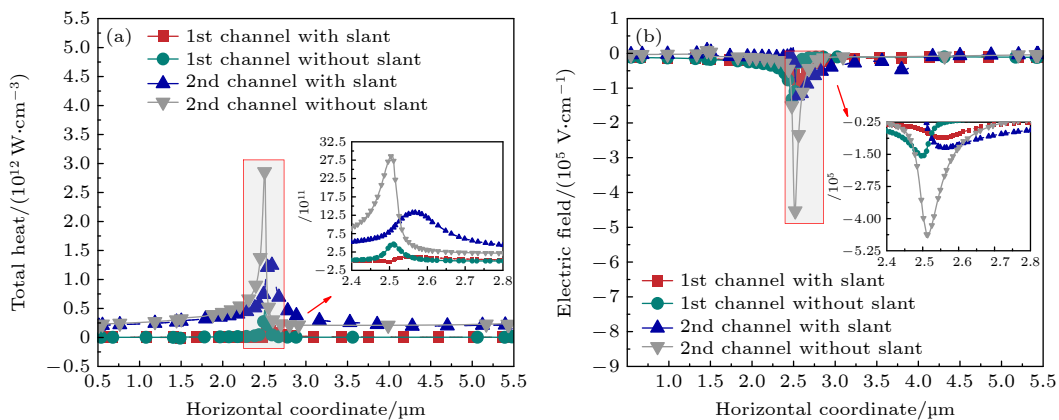 (a)
1st channel with slant
1st channel without slant
2nd channel with slant
2nd channel without slant
5.5
5.0
4.5
4.0
3.5
3.0
2.5
2.0
1.5
1.0
0.5
0
−0.5
Total heat/(10¹² W·cm⁻³)
0.5 1.0 1.5 2.0 2.5 3.0 3.5 4.0 4.5 5.0 5.5
Horizontal coordinate/µm
32.5
27.5
22.5
17.5
12.5
7.5
2.5
−2.5
/10¹¹
2.4 2.5 2.6 2.7 2.8
(b)
1
0
−1
−2
−3
−4
−5
−6
−7
−8
−9
Electric field/(10⁵ V·cm⁻¹)
−0.25
−1.50
−2.75
−4.00
−5.25
/10⁵
2.4 2.5 2.6 2.7 2.8
1st channel with slant
1st channel without slant
2nd channel with slant
2nd channel without slant
1.0 1.5 2.0 2.5 3.0 3.5 4.0 4.5 5.0 5.5
Horizontal coordinate/µm